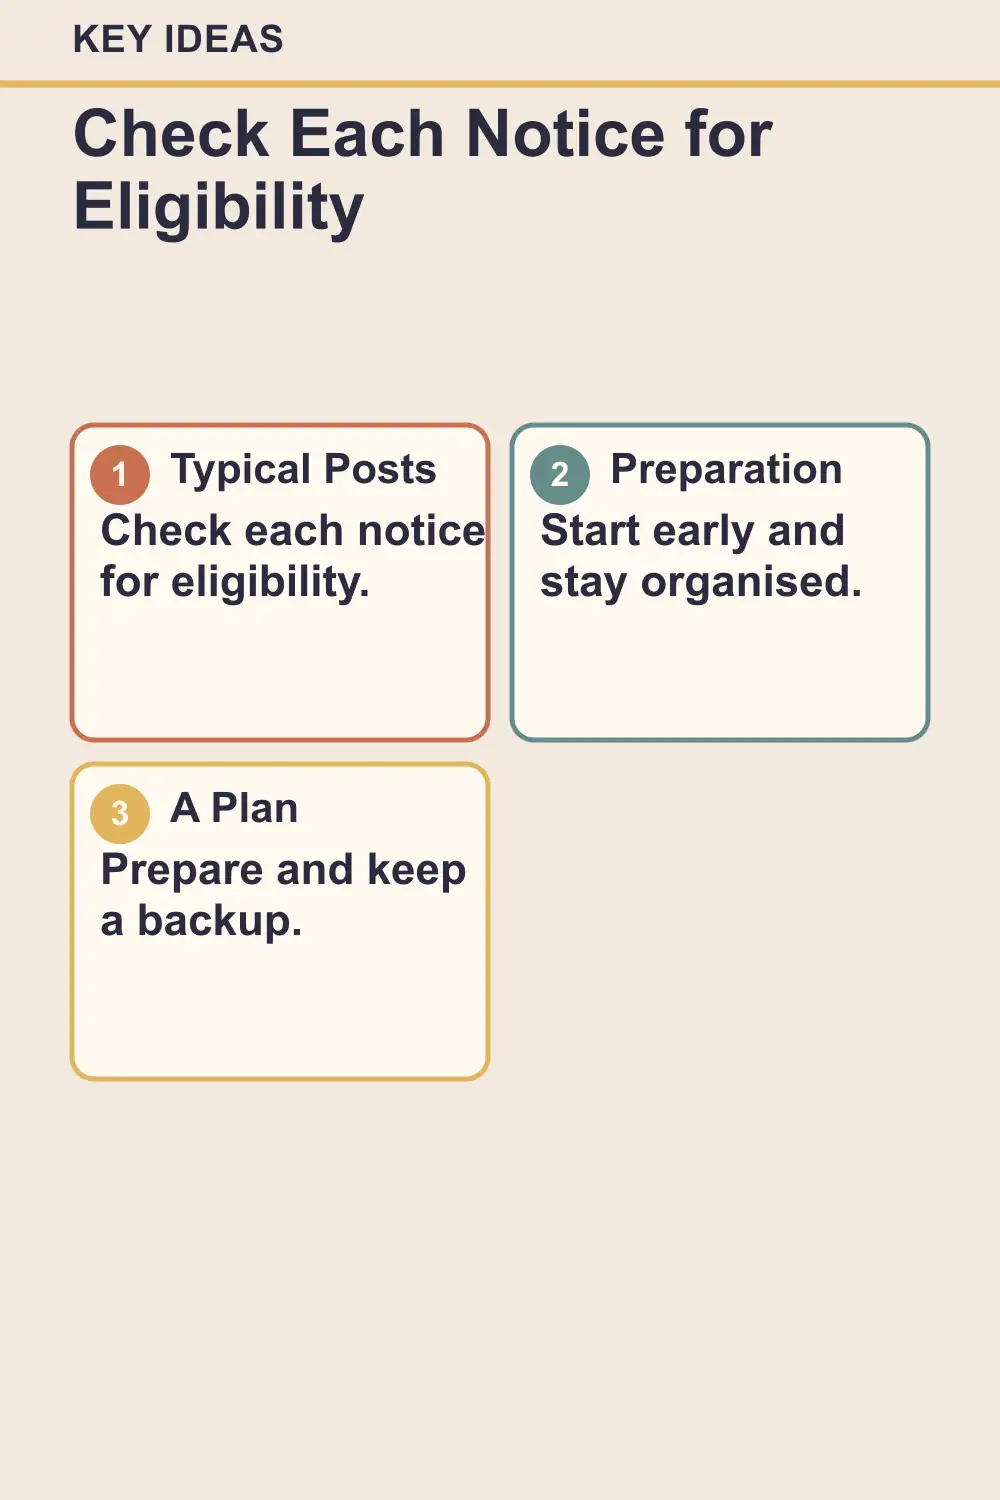 KEY IDEAS
Check Each Notice for
Eligibility
1 Typical Posts
Check each notice
for eligibility.
2 Preparation
Start early and
stay organised.
3 A Plan
Prepare and keep
a backup.